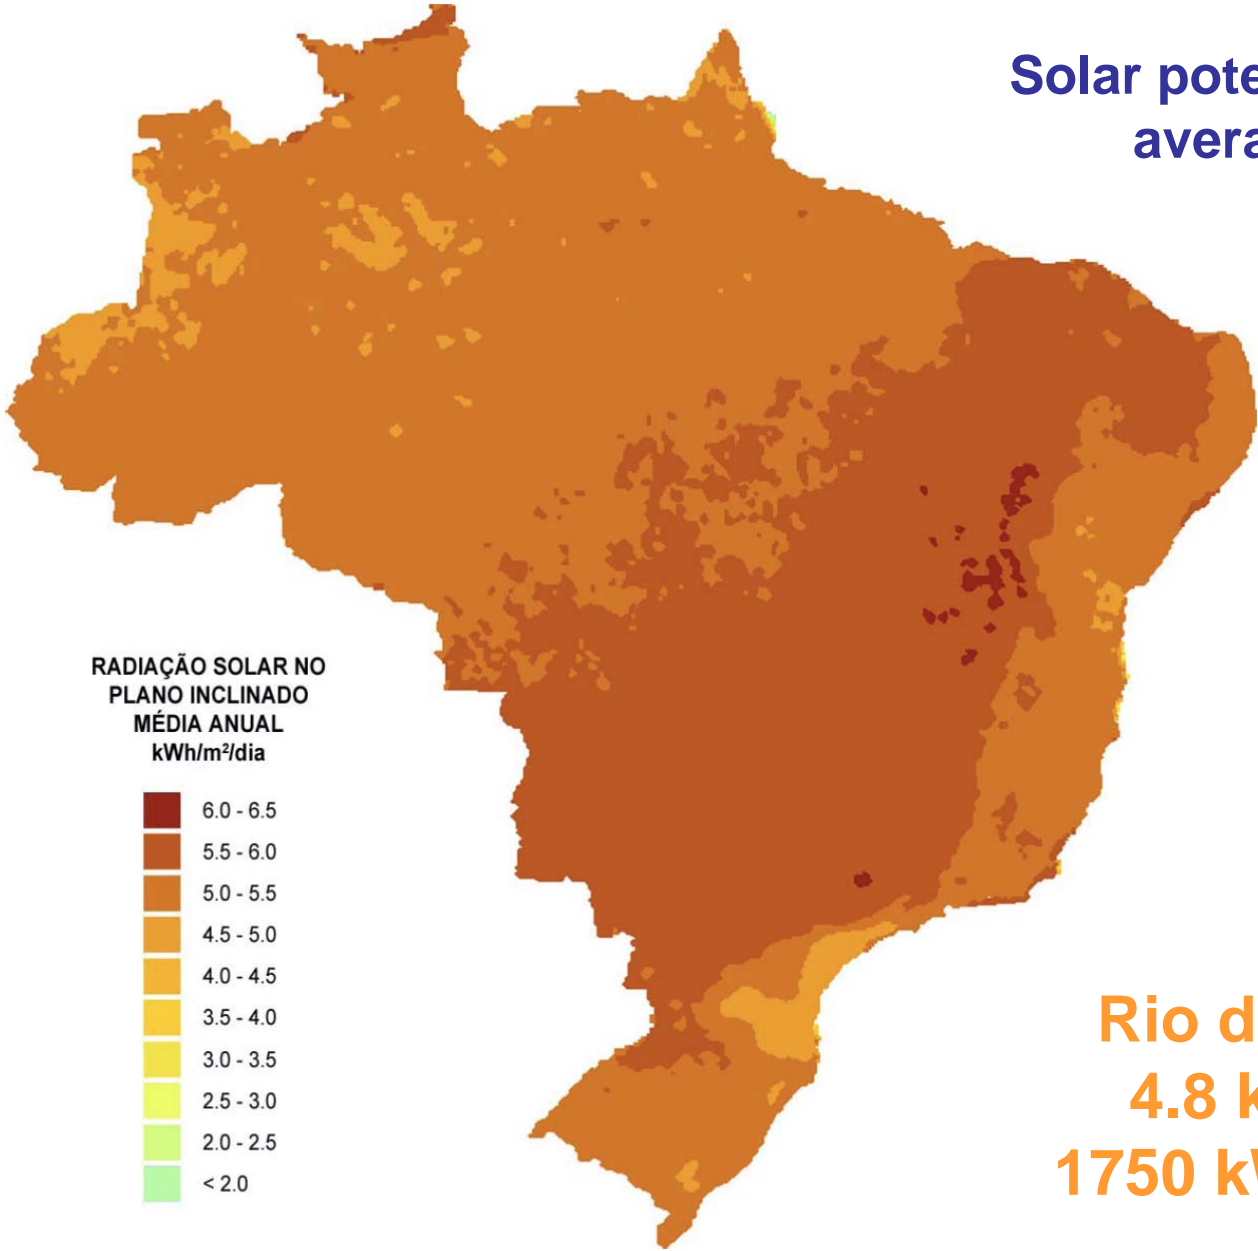 Solar pote
avera
RADIAÇÃO SOLAR NO
PLANO INCLINADO
MÉDIA ANUAL
kWh/m²/dia
6.0 - 6.5
5.5 - 6.0
5.0 - 5.5
4.5 - 5.0
4.0 - 4.5
3.5 - 4.0
3.0 - 3.5
2.5 - 3.0
2.0 - 2.5
< 2.0
Rio d
4.8 k
1750 kW